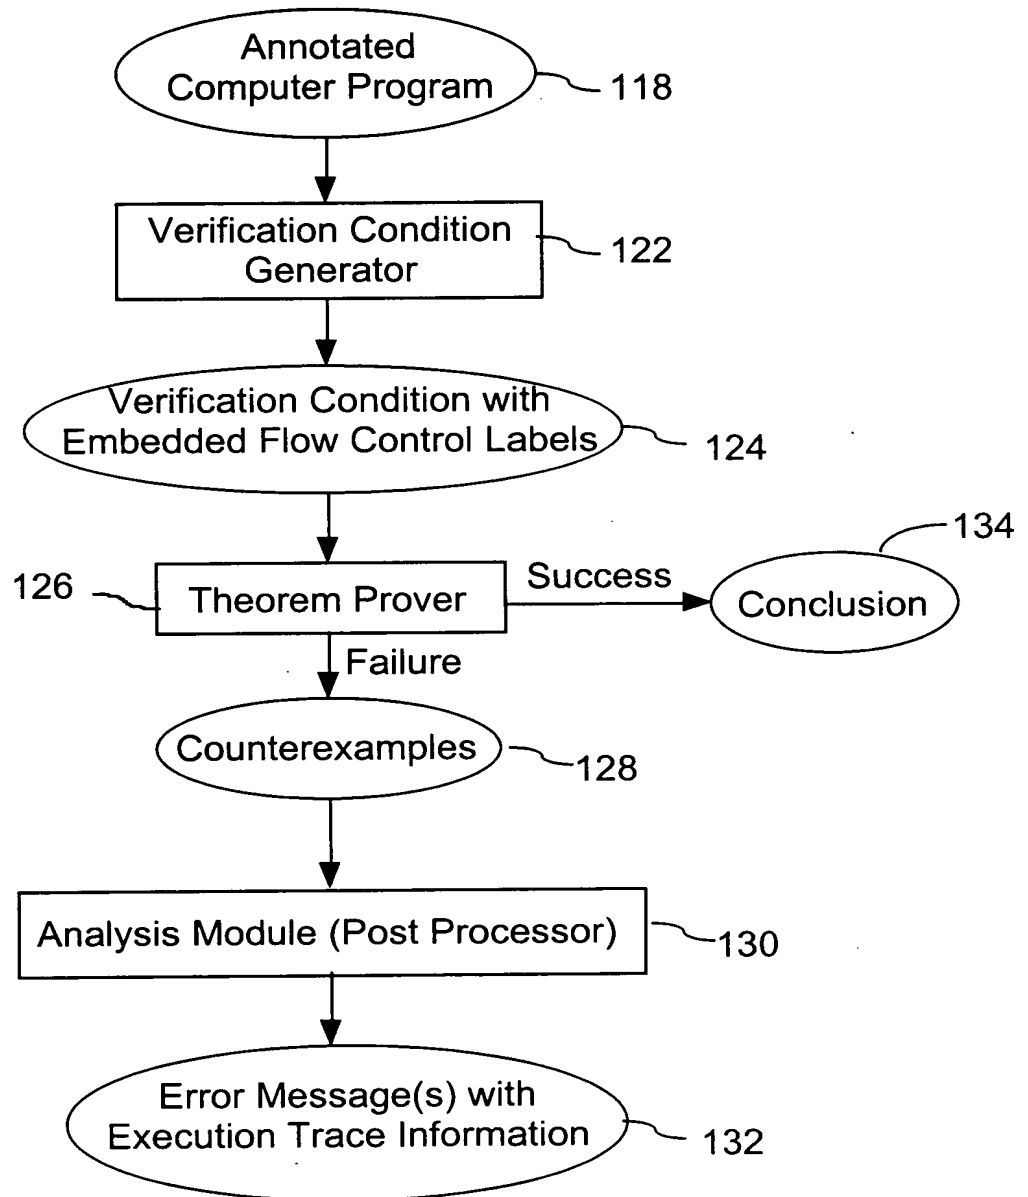 Annotated
Computer Program
118
Verification Condition
Generator
122
Verification Condition with
Embedded Flow Control Labels
124
134
126
Theorem Prover
Success
Conclusion
Failure
Counterexamples
128
Analysis Module (Post Processor)
130
Error Message(s) with
Execution Trace Information
132